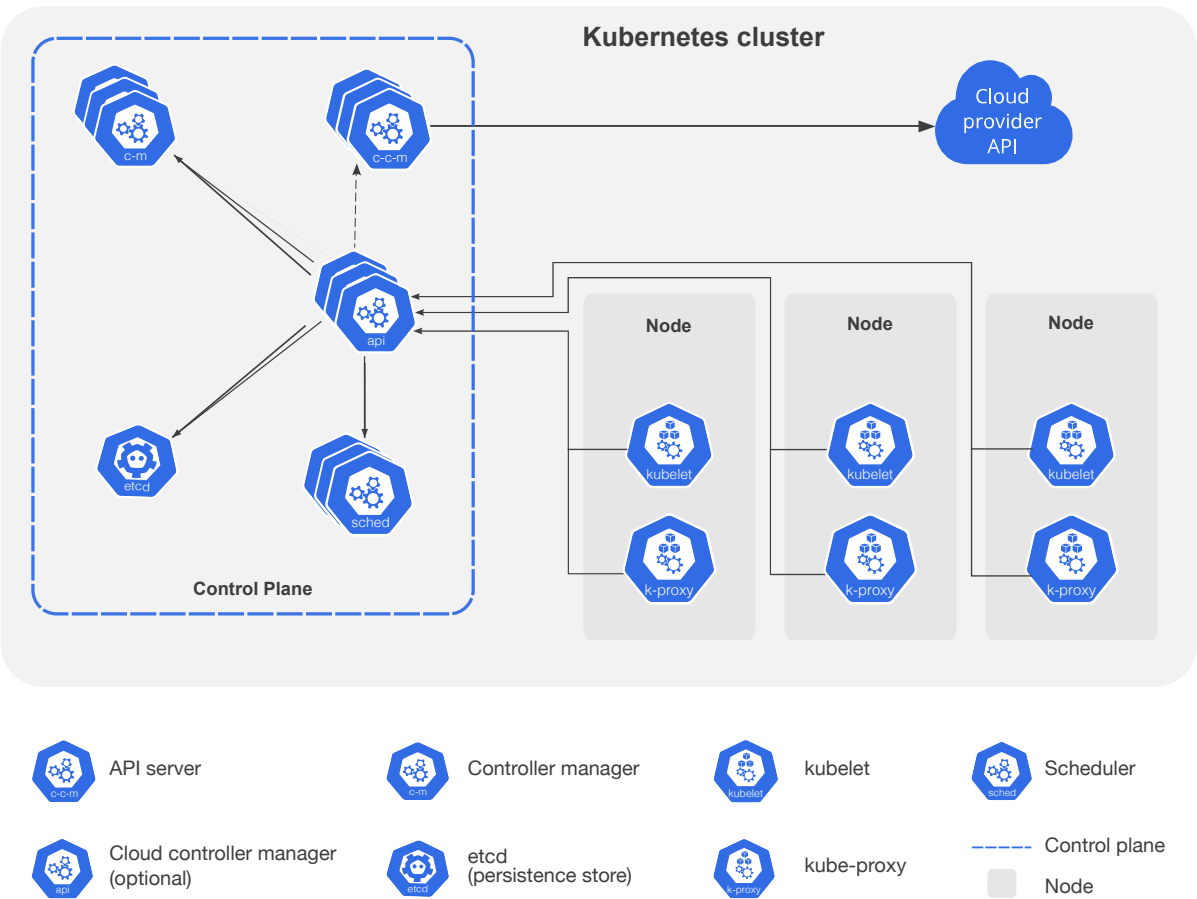 Kubernetes cluster
c-m
c-c-m
Cloud
provider
API
api
Node
Node
Node
etcd
sched
kubelet
kubelet
kubelet
k-proxy
k-proxy
k-proxy
Control Plane
c-c-m
API server
c-m
Controller manager
kubelet
kubelet
sched
Scheduler
api
Cloud controller manager
(optional)
etcd
etcd
(persistence store)
k-proxy
kube-proxy
Control plane
Node